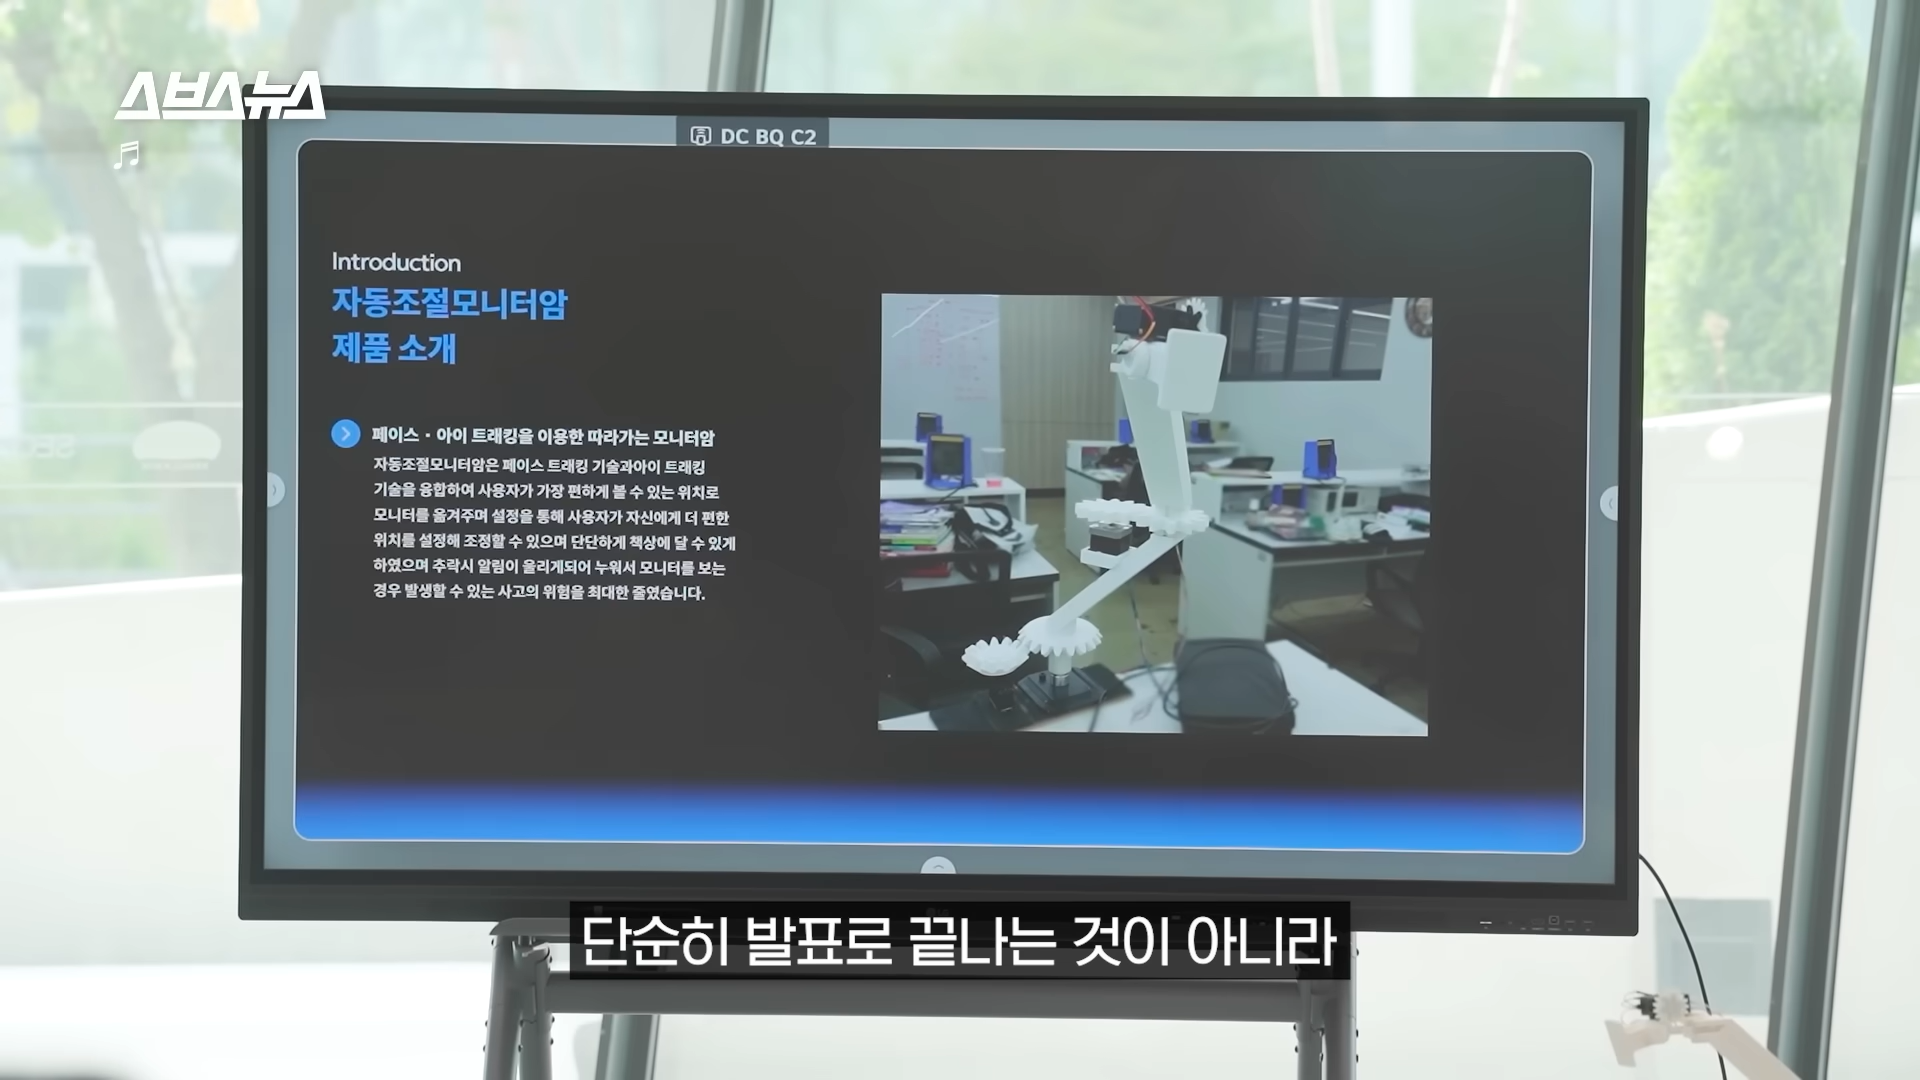 스브스뉴스
DC BQ C2
Introduction
자동조절모니터암
제품 소개
페이스 · 아이 트래킹을 이용한 따라가는 모니터암
자동조절모니터암은 페이스 트래킹 기술과아이 트래킹
기술을 융합하여 사용자가 가장 편하게 볼 수 있는 위치로
모니터를 옮겨주며 설정을 통해 사용자가 자신에게 더 편한
위치를 설정해 조정할 수 있으며 단단하게 책상에 달 수 있게
하였으며 추락시 알림이 울리게되어 누워서 모니터를 보는
경우 발생할 수 있는 사고의 위험을 최대한 줄였습니다.
단순히 발표로 끝나는 것이 아니라